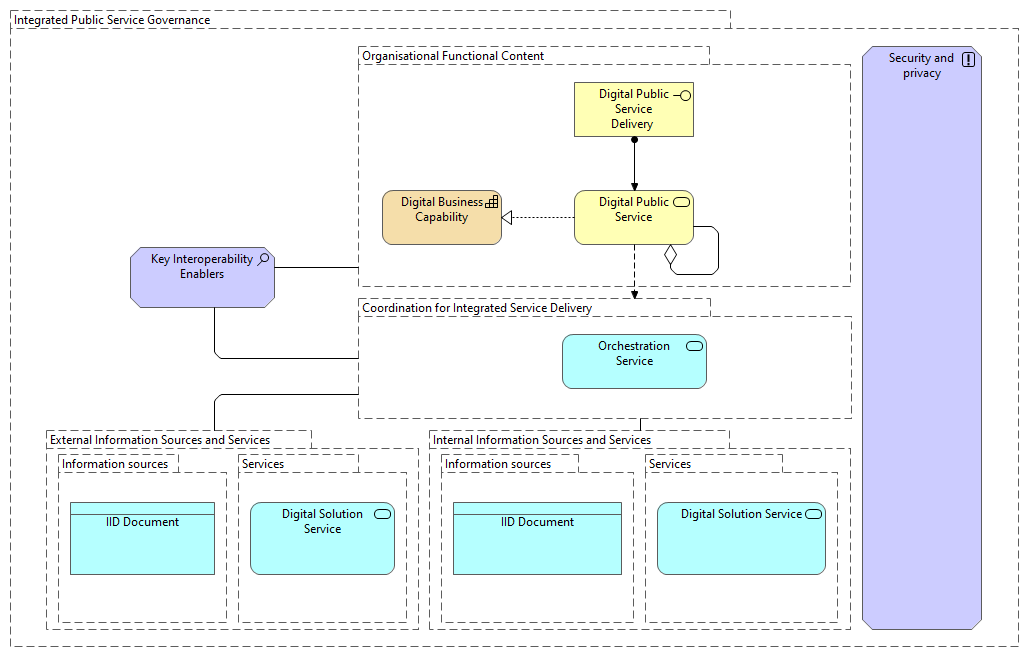 Integrated Public Service Governance
Organisational Functional Content
Security and
privacy
Digital Public
Service
Delivery
Digital Business
Capability
Digital Public
Service
Key Interoperability
Enablers
Coordination for Integrated Service Delivery
Orchestration
Service
External Information Sources and Services
Information sources
Services
IID Document
Digital Solution
Service
Internal Information Sources and Services
Information sources
Services
IID Document
Digital Solution Service